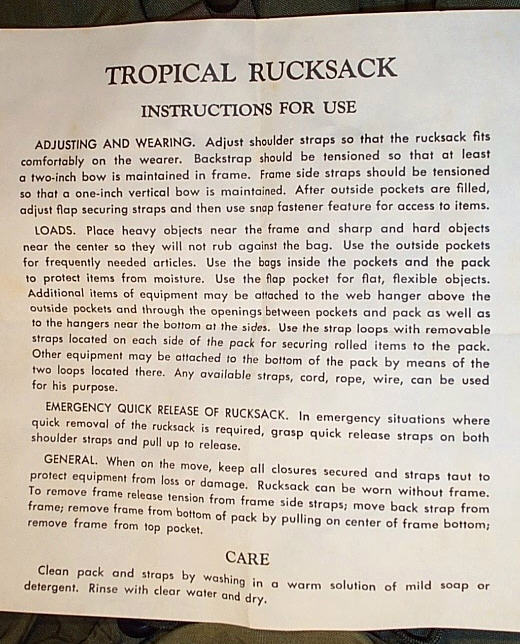 TROPICAL RUCKSACK
INSTRUCTIONS FOR USE
ADJUSTING AND WEARING. Adjust shoulder straps so that the rucksack fits
comfortably on the wearer. Backstrap should be tensioned so that at least
a two-inch bow is maintained in frame. Frame side straps should be tensioned
so that a one-inch vertical bow is maintained. After outside pockets are filled,
adjust flap securing straps and then use snap fastener feature for access to items.
LOADS. Place heavy objects near the frame and sharp and hard objects
near the center so they will not rub against the bag. Use the outside pockets
for frequently needed articles. Use the bags inside the pockets and the pack
to protect items from moisture. Use the flap pocket for flat, flexible objects.
Additional items of equipment may be attached to the web hanger above the
outside pockets and through the openings between pockets and pack as well as
to the hangers near the bottom at the sides. Use the strap loops with removable
straps located on each side of the pack for securing rolled items to the pack.
Other equipment may be attached to the bottom of the pack by means of the
two loops located there. Any available straps, cord, rope, wire, can be used
for his purpose.
EMERGENCY QUICK RELEASE OF RUCKSACK. In emergency situations where
quick removal of the rucksack is required, grasp quick release straps on both
shoulder straps and pull up to release.
GENERAL. When on the move, keep all closures secured and straps taut to
protect equipment from loss or damage. Rucksack can be worn without frame.
To remove frame release tension from frame side straps; move back strap from
frame; remove frame from bottom of pack by pulling on center of frame bottom;
remove frame from top pocket.
CARE
Clean pack and straps by washing in a warm solution of mild soap or
detergent. Rinse with clear water and dry.